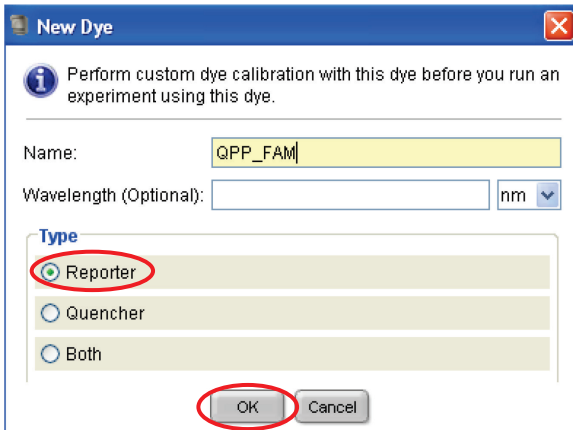 New Dye
Perform custom dye calibration with this dye before you run an
experiment using this dye.
Name: QPP_FAM
Wavelength (Optional): nm
Type
Reporter
Quencher
Both
OK Cancel